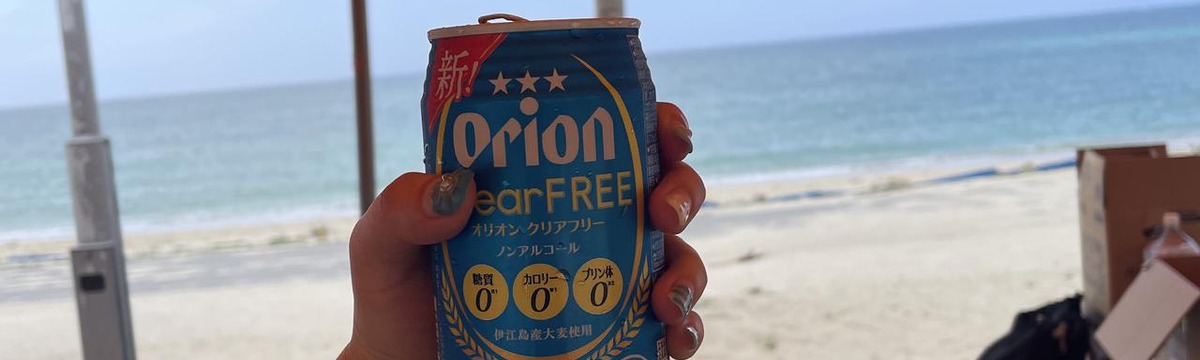 新!
Orion
earFREE
オリオン クリアフリー
ノンアルコール
糖質
0
カロリー
0
プリン体
0
伊江島産大麦使用